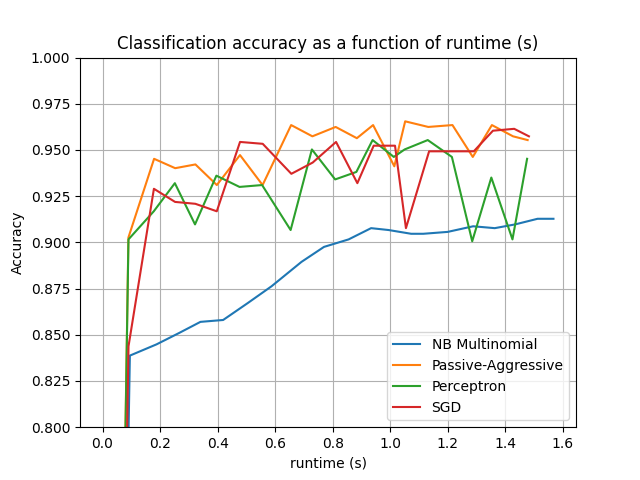 Classification accuracy as a function of runtime (s)
1.000
0.975
0.950
0.925
0.900
0.875
0.850
0.825
0.800
Accuracy
NB Multinomial
Passive-Aggressive
Perceptron
SGD
0.0 0.2 0.4 0.6 0.8 1.0 1.2 1.4 1.6
runtime (s)